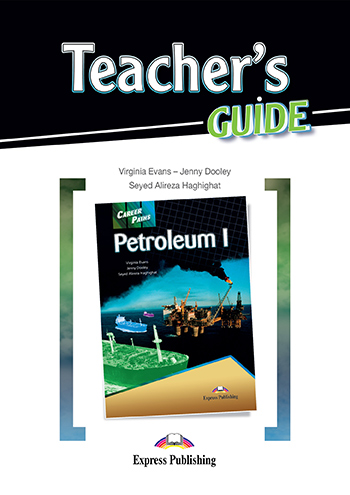 Teacher's
GUIDE
Virginia Evans – Jenny Dooley
Seyed Alireza Haghighat
CAREER
PATHS
Petroleum I
Virginia Evans
Jenny Dooley
Seyed Alireza Haghighat
Express Publishing
Express Publishing